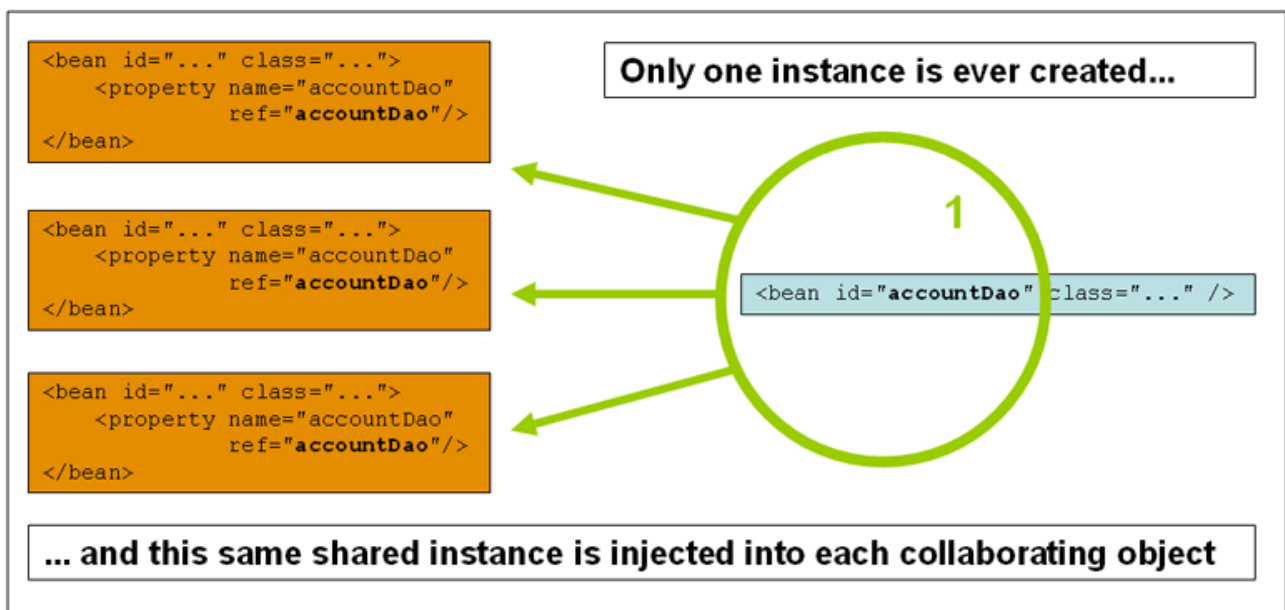 <bean id="..." class="...">
    <property name="accountDao"
              ref="accountDao"/>
</bean>
Only one instance is ever created...
<bean id="..." class="...">
    <property name="accountDao"
              ref="accountDao"/>
</bean>
1
<bean id="accountDao" class="..." />
<bean id="..." class="...">
    <property name="accountDao"
              ref="accountDao"/>
</bean>
... and this same shared instance is injected into each collaborating object